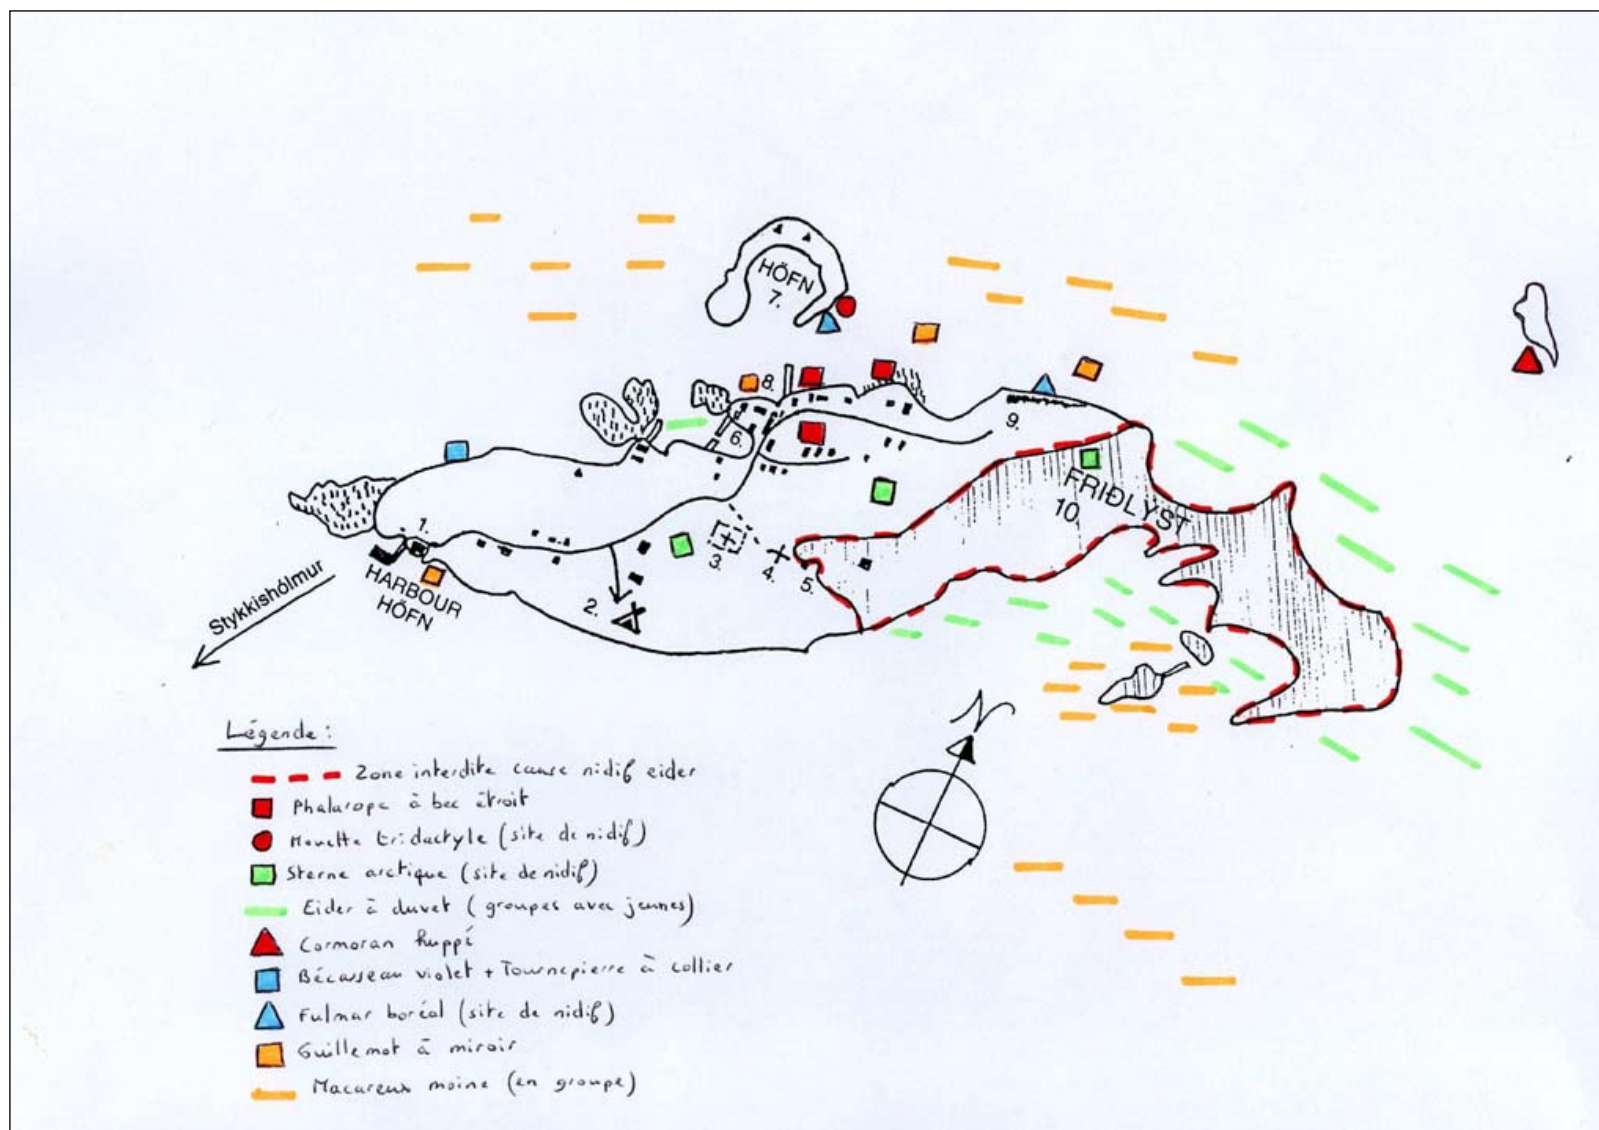 HÖFN
7.
8.
6.
9.
FRIÐLYST
10.
1.
HARBOUR
HÖFN
3.
4.
5.
2.
Stykkishólmur
N
Légende :
Zone interdite cause nidif eider
Phalarope à bec étroit
Mouette tridactyle (site de nidif)
Sterne arctique (site de nidif)
Eider à duvet (groupes avec jeunes)
Cormoran huppé
Bécasseau violet + Tournepierre à collier
Fulmar boréal (site de nidif)
Guillemot à miroir
Macareux moine (en groupe)